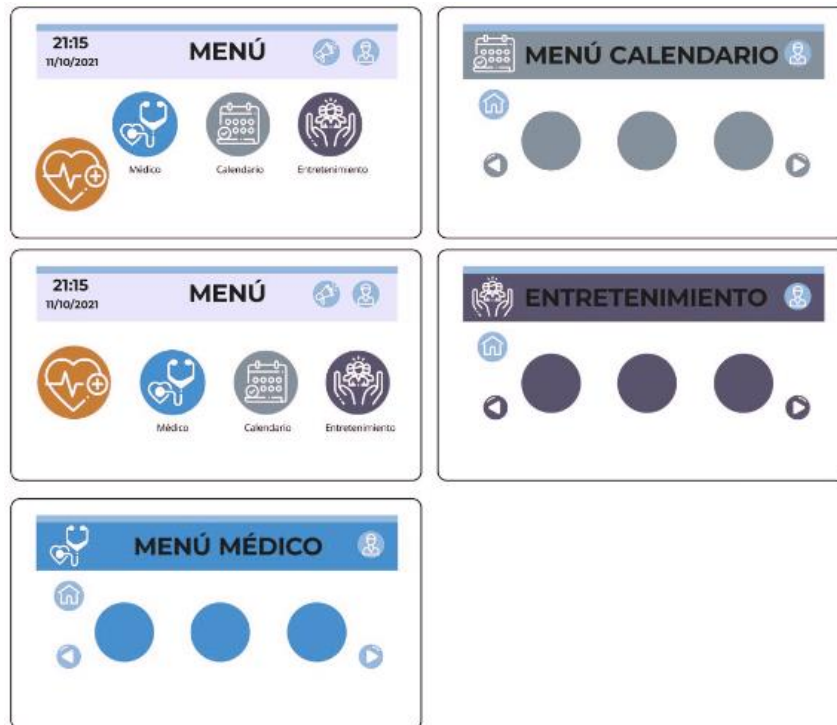 21:15
11/10/2021
MENÚ
Médico
Calendario
Entretenimiento
MENÚ CALENDARIO
21:15
11/10/2021
MENÚ
Médico
Calendario
Entretenimiento
ENTRETENIMIENTO
MENÚ MÉDICO